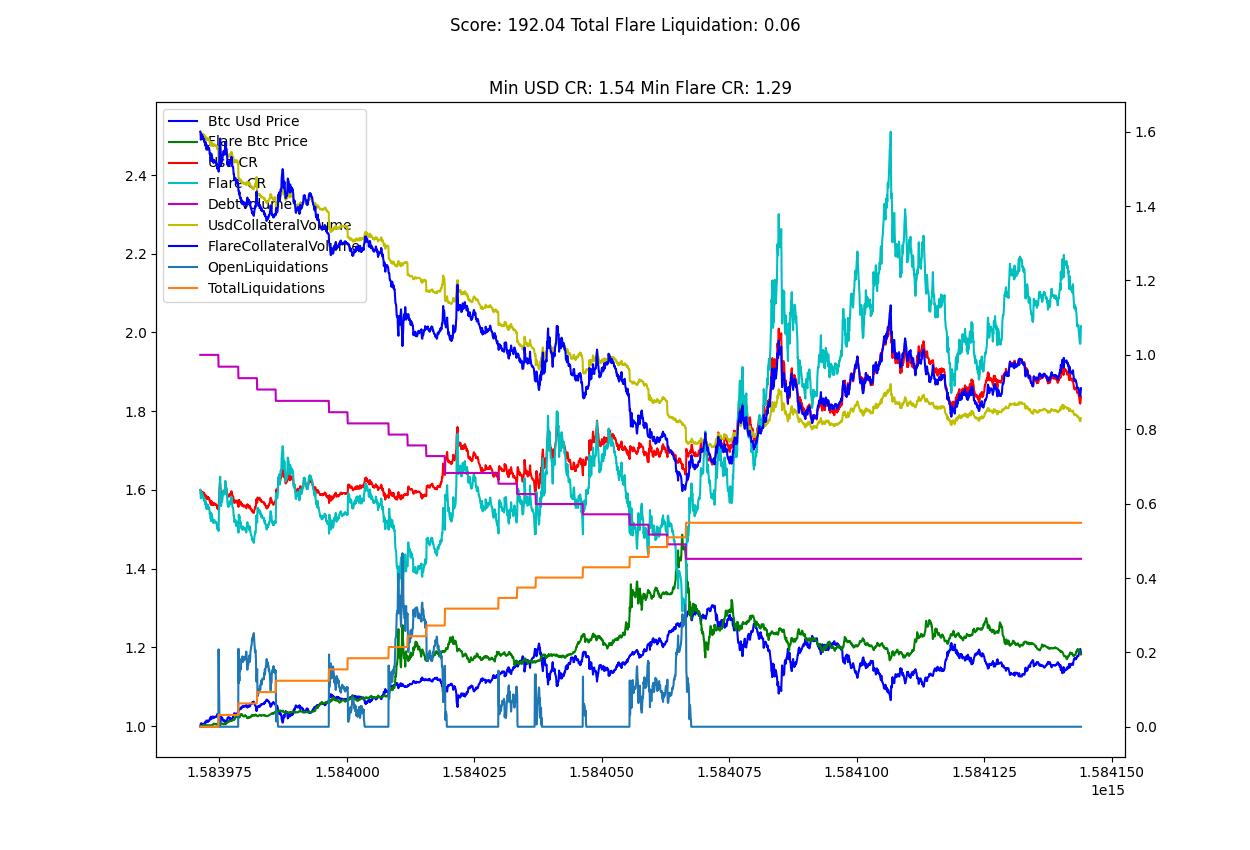 Score: 192.04 Total Flare Liquidation: 0.06
Min USD CR: 1.54 Min Flare CR: 1.29
Btc Usd Price
Flare Btc Price
Usd CR
Flare CR
Debt Volume
UsdCollateralVolume
FlareCollateralVolume
OpenLiquidations
TotalLiquidations
2.4
2.2
2.0
1.8
1.6
1.4
1.2
1.0
1.6
1.4
1.2
1.0
0.8
0.6
0.4
0.2
0.0
1.583975
1.584000
1.584025
1.584050
1.584075
1.584100
1.584125
1.584150
1e15